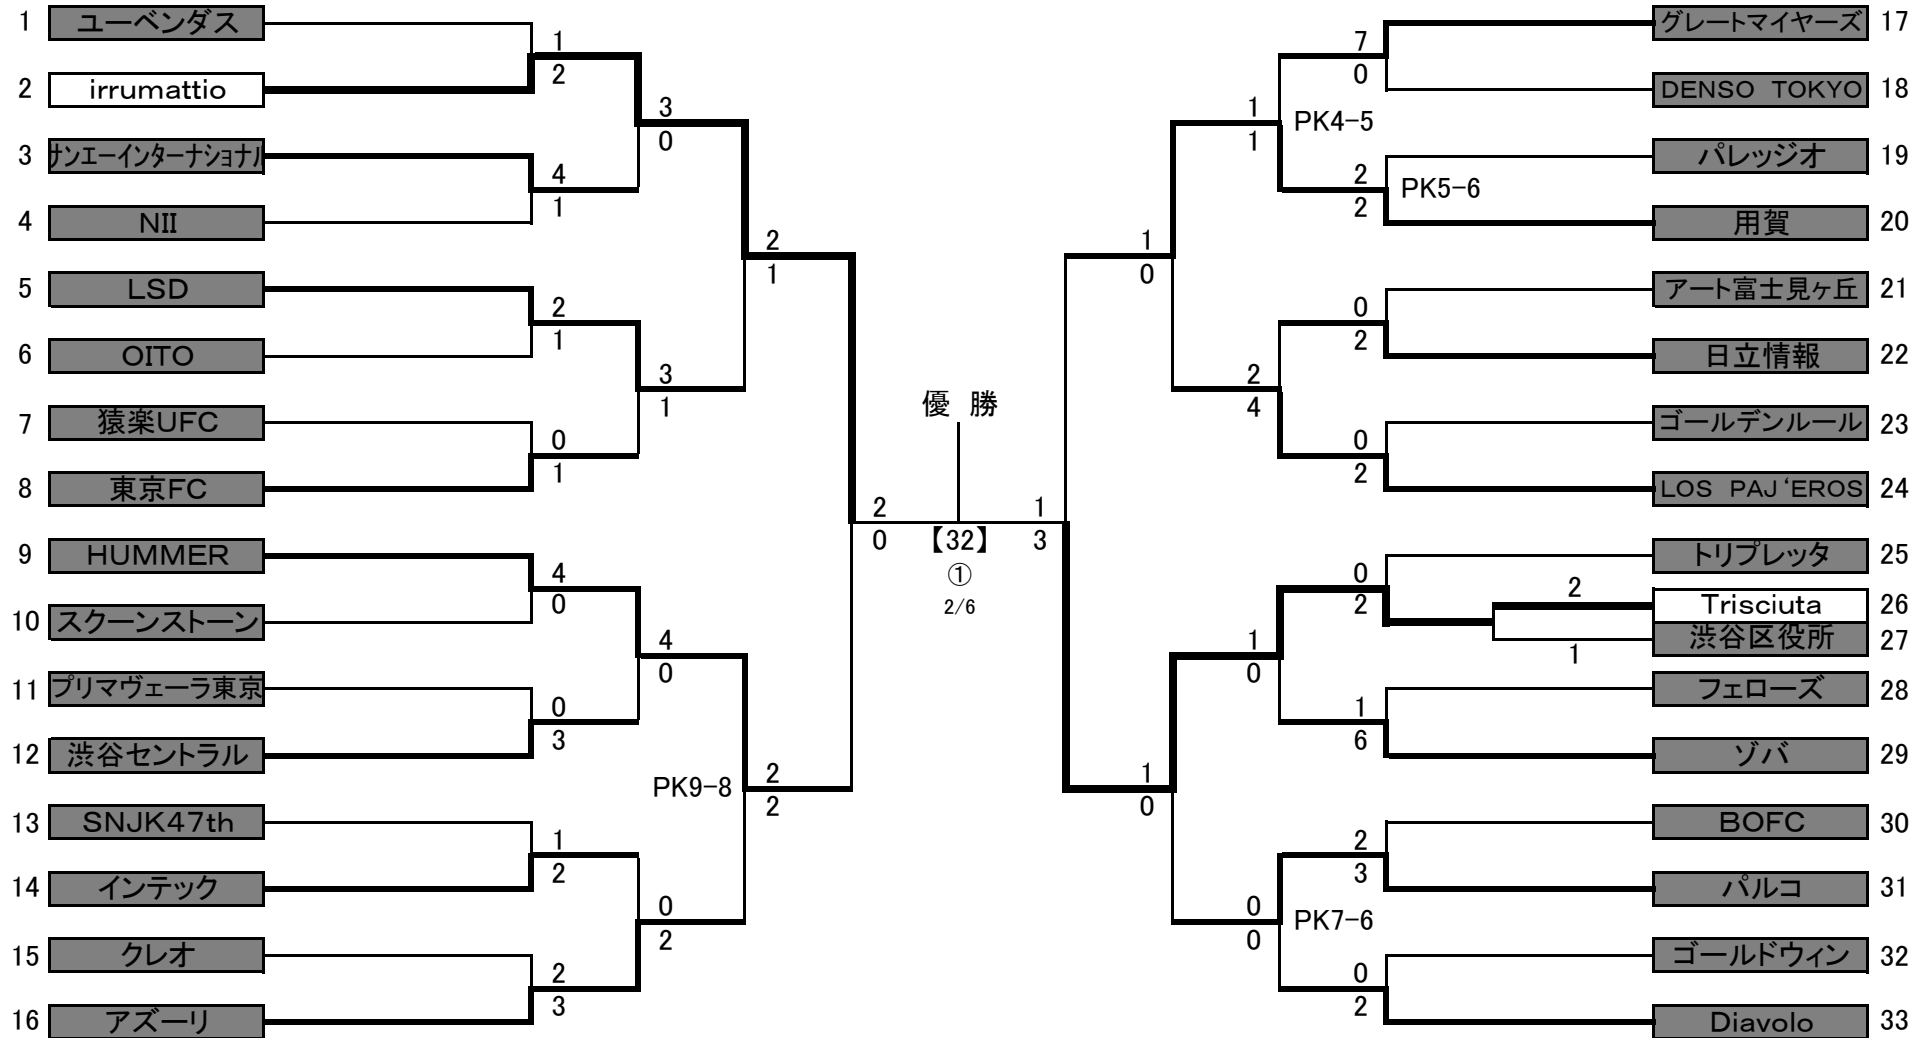 1 ユーベンダス
2 irrumattio
3 サンエーインターナショナル
4 NII
5 LSD
6 OITO
7 猿楽UFC
8 東京FC
9 HUMMER
10 スクーンストーン
11 プリマヴェーラ東京
12 渋谷セントラル
13 SNJK47th
14 インテック
15 クレオ
16 アズーリ
1
2
4
1
2
1
0
1
4
0
0
3
1
2
2
3
3
0
3
1
4
0
0
2
2
1
PK9-8
2
2
2
0
優 勝
【32】
①
2/6
1
3
1
0
1
0
1
1
PK4-5
2
4
1
0
0
0
PK7-6
7
0
2
2
PK5-6
0
2
0
2
0
2
2
1
1
6
2
3
0
2
グレートマイヤーズ 17
DENSO TOKYO 18
パレッジオ 19
用賀 20
アート富士見ヶ丘 21
日立情報 22
ゴールデンルール 23
LOS PAJ‘EROS 24
トリプレッタ 25
Trisciuta 26
渋谷区役所 27
フェローズ 28
ゾバ 29
BOFC 30
パルコ 31
ゴールドウィン 32
Diavolo 33